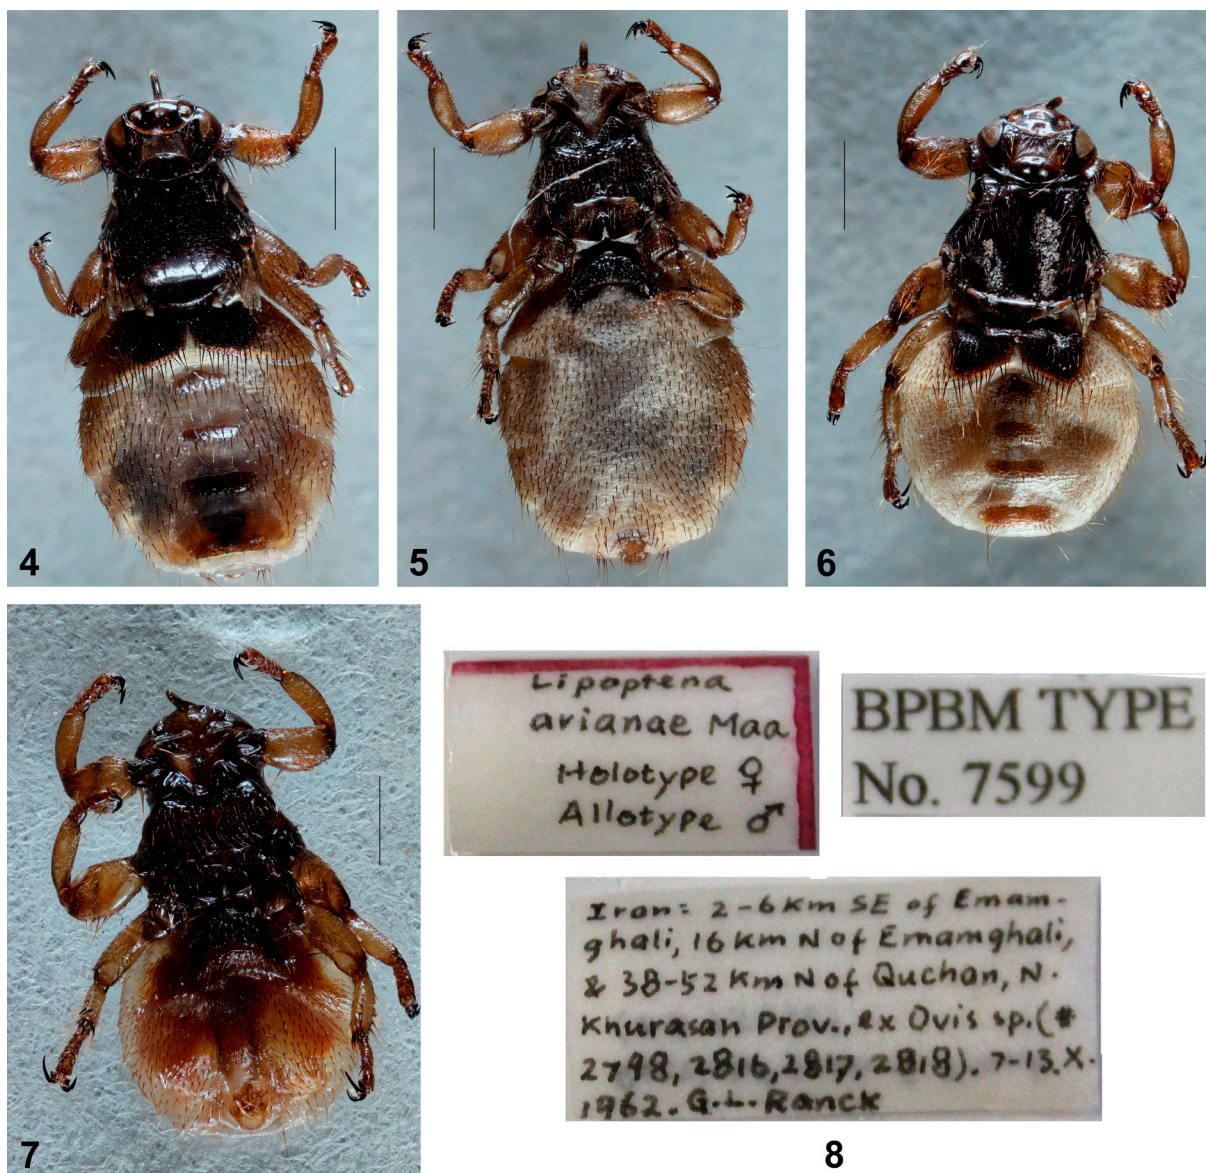 4
5
6
7
Lipoptena
arianae Maa
Holotype ♀
Allotype ♂
BPBM TYPE
No. 7599
Iran: 2-6 Km SE of Emam-
ghali, 16 Km N of Emamghali,
& 38-52 Km N of Quchan, N.
Khurasan Prov., ex Ovis sp. (#
2798, 2816, 2817, 2818). 7-13.X.
1962. G.L. Ranck
8